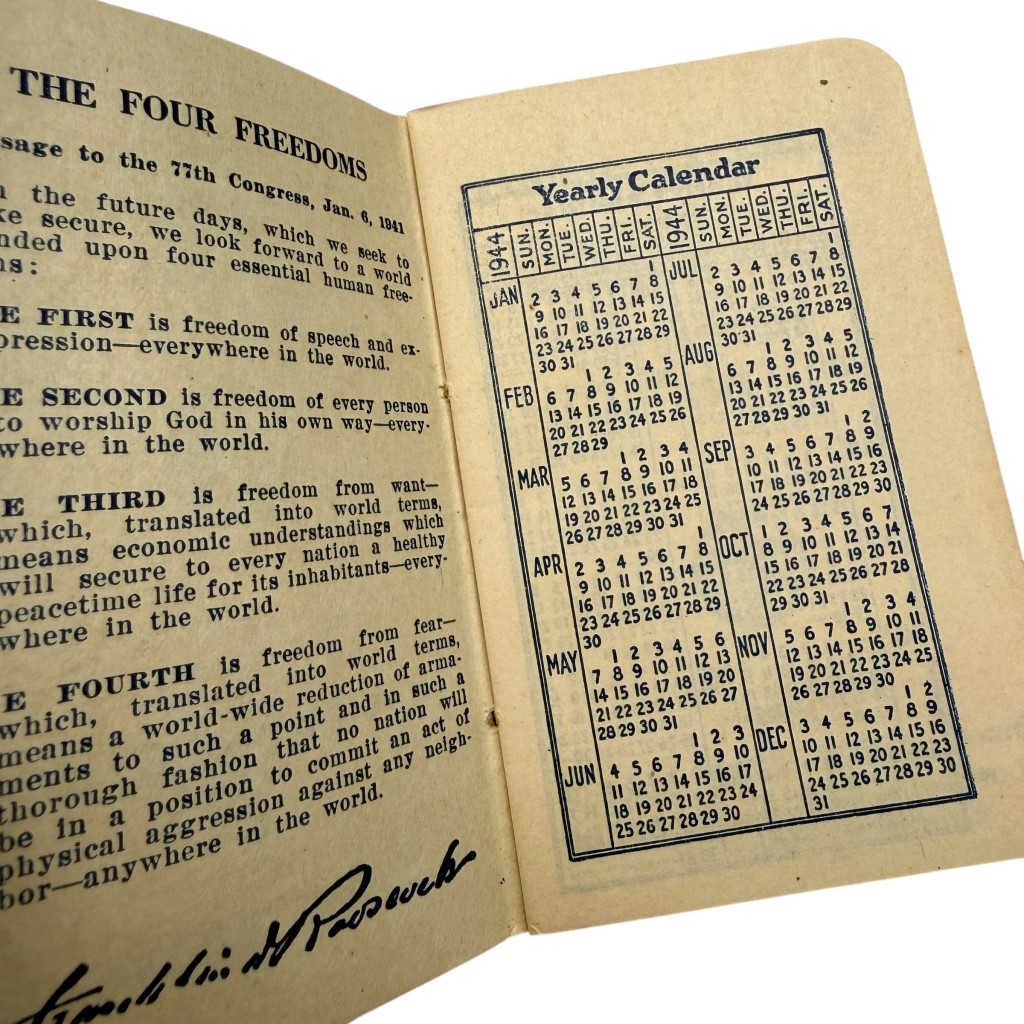 THE FOUR FREEDOMS
sage to the 77th Congress, Jan. 6, 1941
the future days, which we seek to
secure, we look forward to a world
upon four essential human free-
FIRST is freedom of speech and ex-
pression—everywhere in the world.
SECOND is freedom of every person
to worship God in his own way—every-
where in the world.
THIRD is freedom from want—
which, translated into world terms,
means economic understandings which
will secure to every nation a healthy
peacetime life for its inhabitants—every-
where in the world.
FOURTH is freedom from fear—
which, translated into world terms,
means a world-wide reduction of arma-
ments to such a point and in such a
thorough fashion that no nation will
be in a position to commit an act of
physical aggression against any neigh-
bor—anywhere in the world.
Franklin D Roosevelt
Yearly Calendar
1944 SUN. MON. TUE. WED. THU. FRI. SAT.
JAN 1
2 3 4 5 6 7 8
9 10 11 12 13 14 15
16 17 18 19 20 21 22
23 24 25 26 27 28 29
30 31
FEB 1 2 3 4 5
6 7 8 9 10 11 12
13 14 15 16 17 18 19
20 21 22 23 24 25 26
27 28 29
MAR 1 2 3 4
5 6 7 8 9 10 11
12 13 14 15 16 17 18
19 20 21 22 23 24 25
26 27 28 29 30 31
APR 1
2 3 4 5 6 7 8
9 10 11 12 13 14 15
16 17 18 19 20 21 22
23 24 25 26 27 28 29
30
MAY 1 2 3 4 5 6
7 8 9 10 11 12 13
14 15 16 17 18 19 20
21 22 23 24 25 26 27
28 29 30 31
JUN 1 2 3
4 5 6 7 8 9 10
11 12 13 14 15 16 17
18 19 20 21 22 23 24
25 26 27 28 29 30
1944 SUN. MON. TUE. WED. THU. FRI. SAT.
JUL 1
2 3 4 5 6 7 8
9 10 11 12 13 14 15
16 17 18 19 20 21 22
23 24 25 26 27 28 29
30 31
AUG 1 2 3 4 5
6 7 8 9 10 11 12
13 14 15 16 17 18 19
20 21 22 23 24 25 26
27 28 29 30 31
SEP 1 2
3 4 5 6 7 8 9
10 11 12 13 14 15 16
17 18 19 20 21 22 23
24 25 26 27 28 29 30
OCT 1 2 3 4 5 6 7
8 9 10 11 12 13 14
15 16 17 18 19 20 21
22 23 24 25 26 27 28
29 30 31
NOV 1 2 3 4
5 6 7 8 9 10 11
12 13 14 15 16 17 18
19 20 21 22 23 24 25
26 27 28 29 30
DEC 1 2
3 4 5 6 7 8 9
10 11 12 13 14 15 16
17 18 19 20 21 22 23
24 25 26 27 28 29 30
31